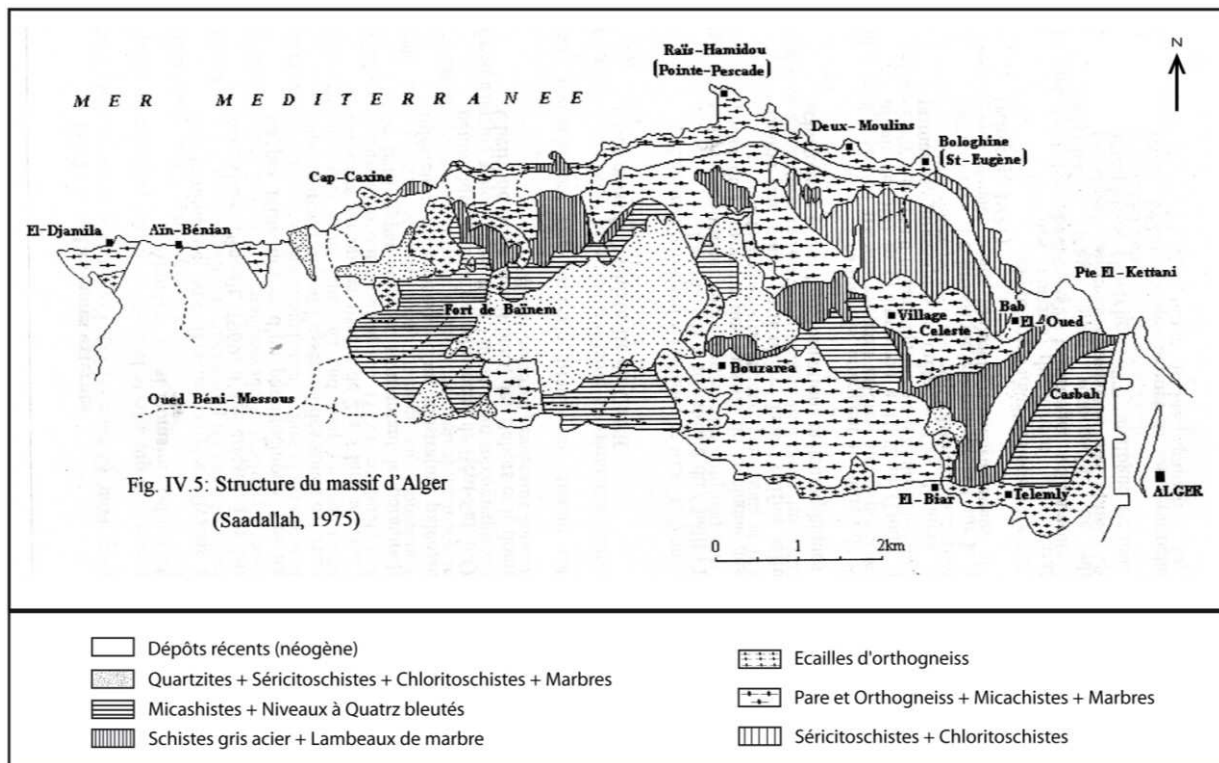 N
Raïs-Hamidou
(Pointe-Pescade)
MER MEDITERRANEE
Deux-Moulins
Bologhine
(St-Eugène)
Cap-Caxine
El-Djamila
Aïn-Bénian
Pte El-Kettani
Fort de Baïnem
Village
Celeste
Bab
El-Oued
Bouzarea
Oued Béni-Messous
Casbah
Fig. IV.5: Structure du massif d'Alger
(Saadallah, 1975)
El-Biar
Telemly
ALGER
0 1 2km
Dépôts récents (néogène)
Quartzites + Séricitoschistes + Chloritoschistes + Marbres
Micashistes + Niveaux à Quatrz bleutés
Schistes gris acier + Lambeaux de marbre
Ecailles d'orthogneiss
Pare et Orthogneiss + Micachistes + Marbres
Séricitoschistes + Chloritoschistes